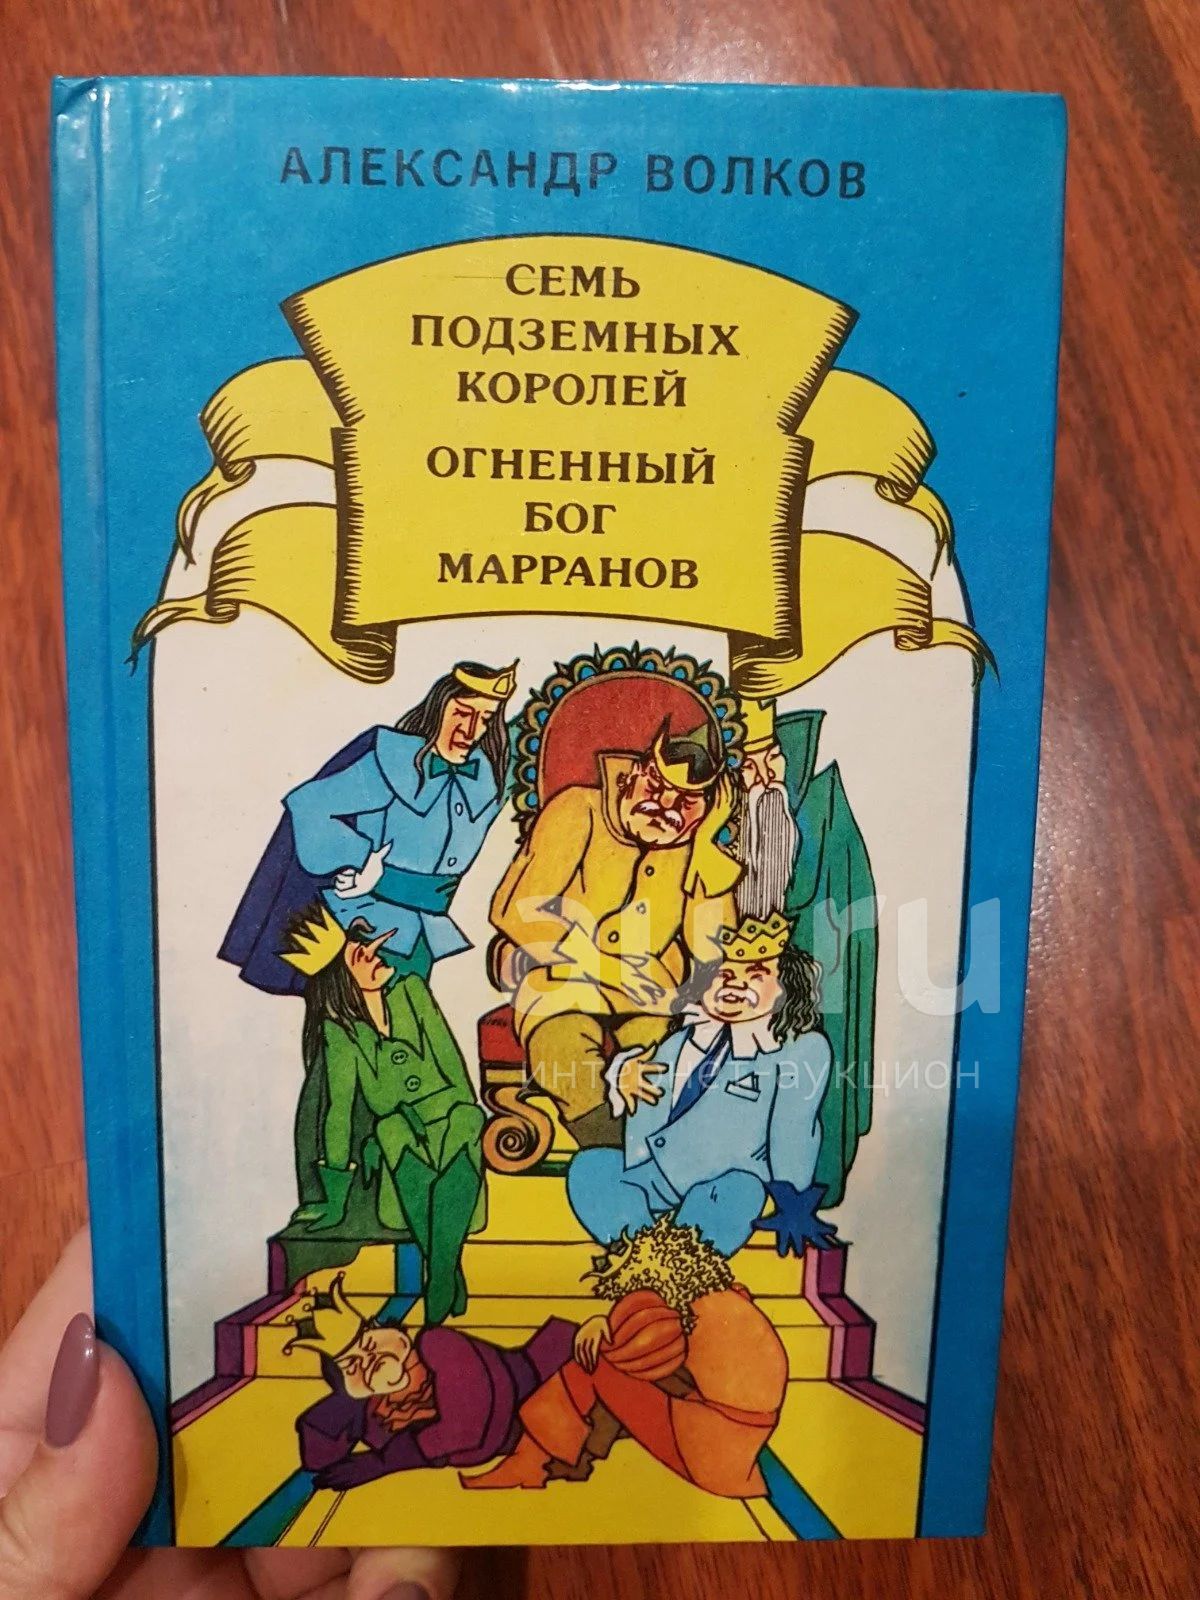 АЛЕКСАНДР ВОЛКОВ
СЕМЬ
ПОДЗЕМНЫХ
КОРОЛЕЙ
ОГНЕННЫЙ
БОГ
МАРРАНОВ
au.ru
интернет-аукцион